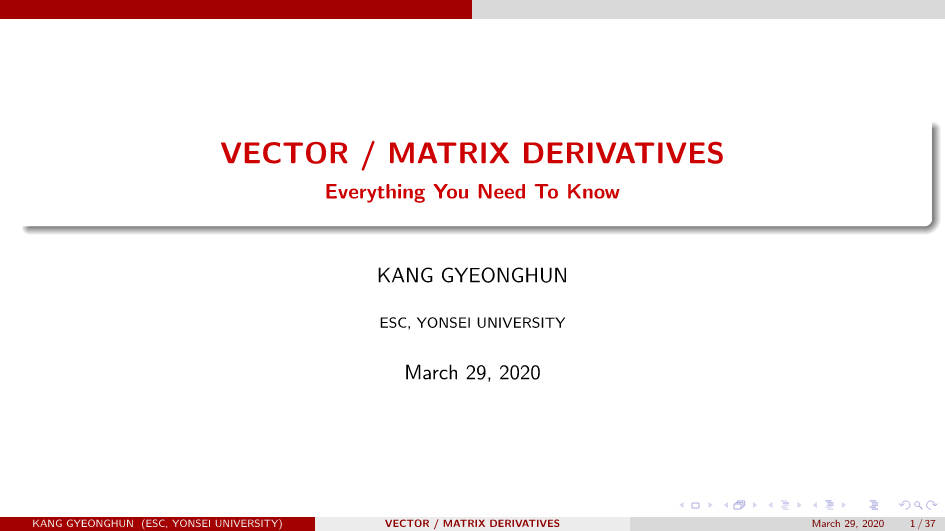 VECTOR / MATRIX DERIVATIVES
Everything You Need To Know
KANG GYEONGHUN
ESC, YONSEI UNIVERSITY
March 29, 2020
KANG GYEONGHUN (ESC, YONSEI UNIVERSITY) VECTOR / MATRIX DERIVATIVES March 29, 2020 1 / 37